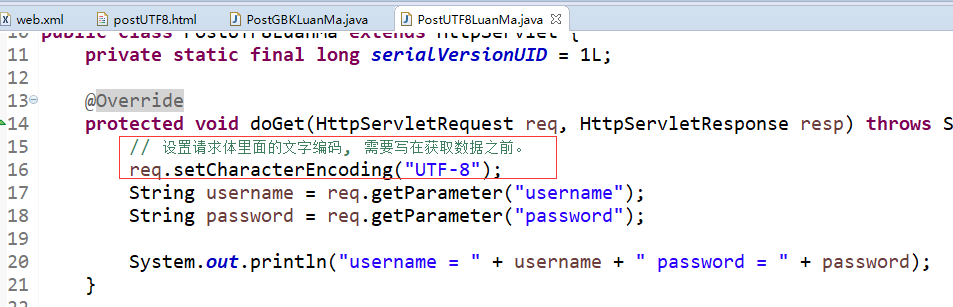 web.xml postUTF8.html PostGBKLuanMa.java PostUTF8LuanMa.java
10 public class PostUTF8LuanMa extends HttpServlet {
11 private static final long serialVersionUID = 1L;
12
13 @Override
14 protected void doGet(HttpServletRequest req, HttpServletResponse resp) throws S
15 // 设置请求体里面的文字编码, 需要写在获取数据之前。
16 req.setCharacterEncoding("UTF-8");
17 String username = req.getParameter("username");
18 String password = req.getParameter("password");
19
20 System.out.println("username = " + username + " password = " + password);
21 }
22